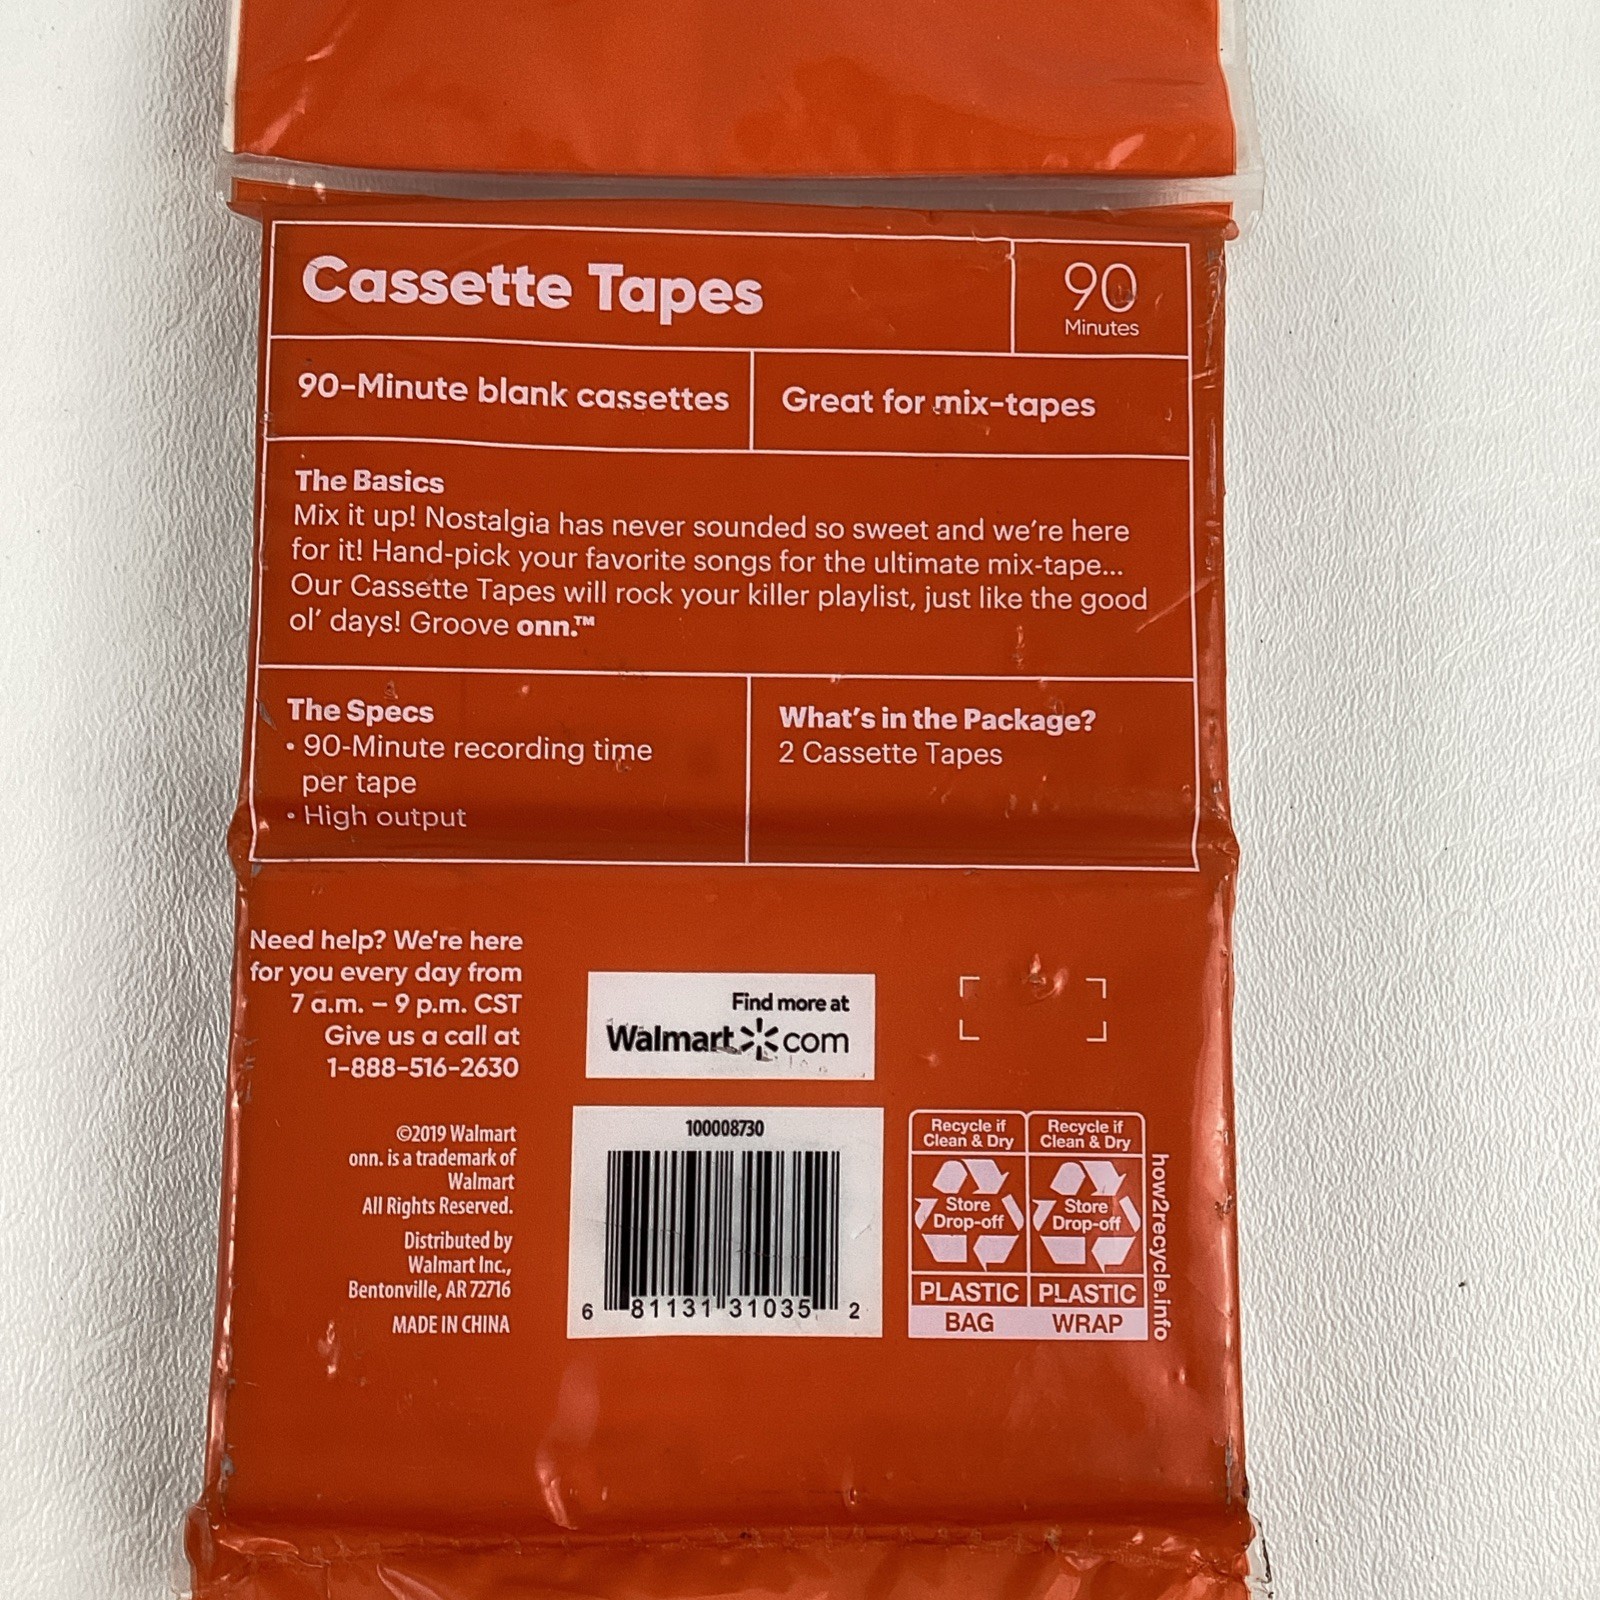 Cassette Tapes
90
Minutes
90-Minute blank cassettes
Great for mix-tapes
The Basics
Mix it up! Nostalgia has never sounded so sweet and we're here
for it! Hand-pick your favorite songs for the ultimate mix-tape...
Our Cassette Tapes will rock your killer playlist, just like the good
ol' days! Groove onn.™
The Specs
• 90-Minute recording time
per tape
• High output
What's in the Package?
2 Cassette Tapes
Need help? We're here
for you every day from
7 a.m. – 9 p.m. CST
Give us a call at
1-888-516-2630
©2019 Walmart
onn. is a trademark of
Walmart
All Rights Reserved.
Distributed by
Walmart Inc.,
Bentonville, AR 72716
MADE IN CHINA
Find more at
Walmart com
100008730
6 81131 31035 2
Recycle if
Clean & Dry
Store
Drop-off
PLASTIC
BAG
Recycle if
Clean & Dry
Store
Drop-off
PLASTIC
WRAP
how2recycle.info